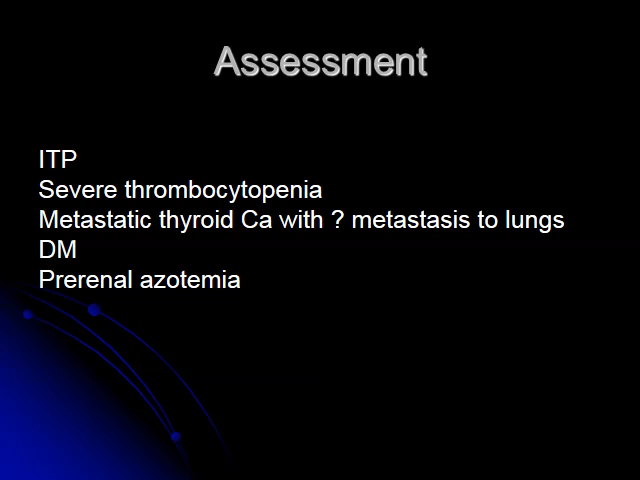 Assessment
ITP
Severe thrombocytopenia
Metastatic thyroid Ca with ? metastasis to lungs
DM
Prerenal azotemia